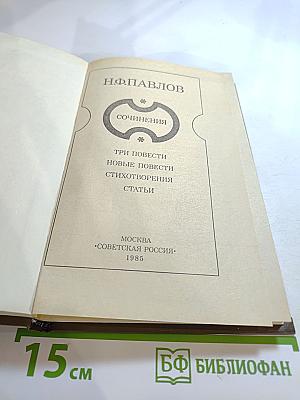 Н.Ф.ПАВЛОВ
СОЧИНЕНИЯ
ТРИ ПОВЕСТИ
НОВЫЕ ПОВЕСТИ
СТИХОТВОРЕНИЯ
СТАТЬИ
МОСКВА
«СОВЕТСКАЯ РОССИЯ»
1985
15 см
БФ БИБЛИОФАН